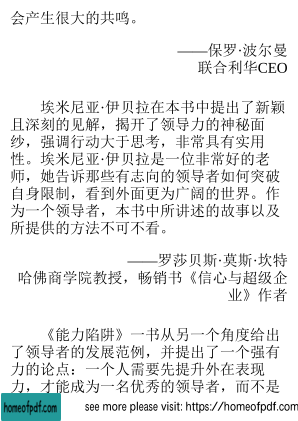 会产生很大的共鸣。
——保罗·波尔曼
联合利华CEO
埃米尼亚·伊贝拉在本书中提出了新颖
且深刻的见解，揭开了领导力的神秘面
纱，强调行动大于思考，非常具有实用
性。埃米尼亚·伊贝拉是一位非常好的老
师，她告诉那些有志向的领导者如何突破
自身限制，看到外面更为广阔的世界。作
为一个领导者，本书中所讲述的故事以及
所提供的方法不可不看。
——罗莎贝斯·莫斯·坎特
哈佛商学院教授，畅销书《信心与超级企
业》作者
《能力陷阱》一书从另一个角度给出
了领导者的发展范例，并提出了一个强有
力的论点：一个人需要先提升外在表现
力，才能成为一名优秀的领导者，而不是
homeofpdf.com
see more please visit: https://homeofpdf.com